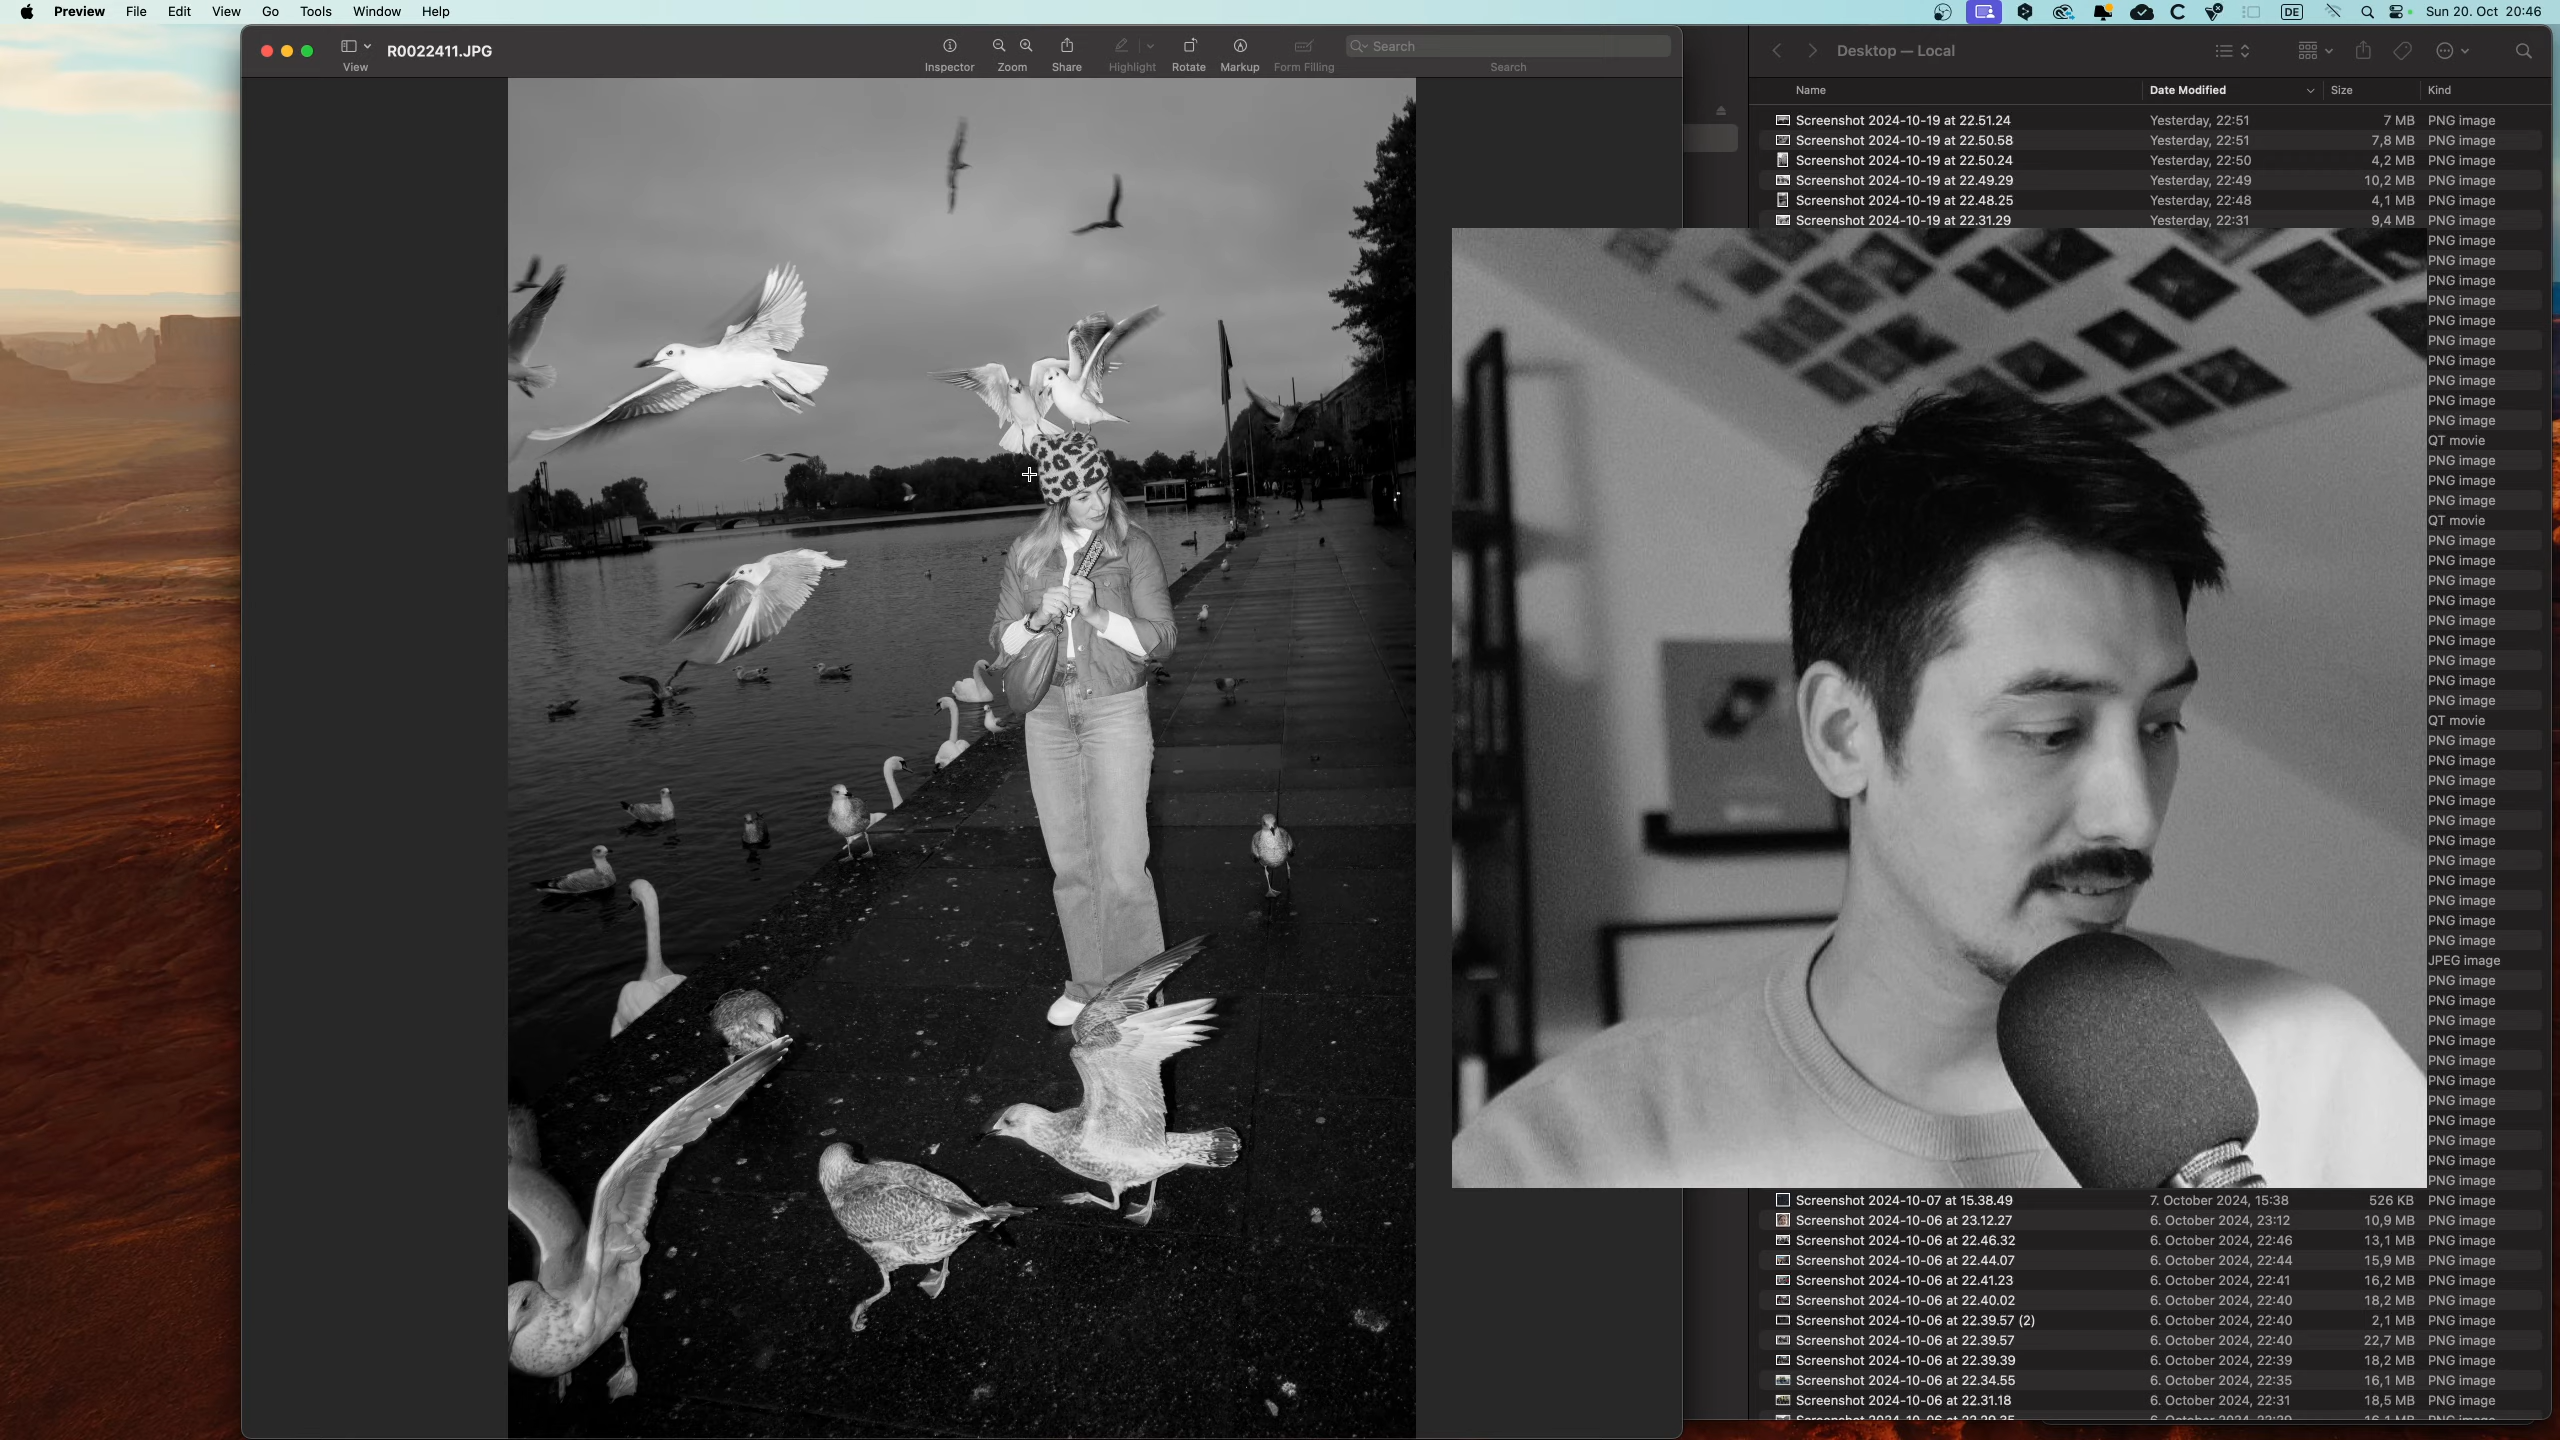 Preview File Edit View Go Tools Window Help
DE Sun 20. Oct 20:46
R0022411.JPG
View
Inspector Zoom Share Highlight Rotate Markup Form Filling
Search
Search
Desktop — Local
Name Date Modified Size Kind
Screenshot 2024-10-19 at 22.51.24 Yesterday, 22:51 7 MB PNG image
Screenshot 2024-10-19 at 22.50.58 Yesterday, 22:51 7,8 MB PNG image
Screenshot 2024-10-19 at 22.50.24 Yesterday, 22:50 4,2 MB PNG image
Screenshot 2024-10-19 at 22.49.29 Yesterday, 22:49 10,2 MB PNG image
Screenshot 2024-10-19 at 22.48.25 Yesterday, 22:48 4,1 MB PNG image
Screenshot 2024-10-19 at 22.31.29 Yesterday, 22:31 9,4 MB PNG image
PNG image
PNG image
PNG image
PNG image
PNG image
PNG image
PNG image
PNG image
PNG image
PNG image
QT movie
PNG image
PNG image
PNG image
QT movie
PNG image
PNG image
PNG image
PNG image
PNG image
PNG image
PNG image
PNG image
PNG image
QT movie
PNG image
PNG image
PNG image
PNG image
PNG image
PNG image
PNG image
PNG image
PNG image
PNG image
PNG image
JPEG image
PNG image
PNG image
PNG image
PNG image
PNG image
PNG image
PNG image
PNG image
PNG image
PNG image
PNG image
Screenshot 2024-10-07 at 15.38.49 7. October 2024, 15:38 526 KB PNG image
Screenshot 2024-10-06 at 23.12.27 6. October 2024, 23:12 10,9 MB PNG image
Screenshot 2024-10-06 at 22.46.32 6. October 2024, 22:46 13,1 MB PNG image
Screenshot 2024-10-06 at 22.44.07 6. October 2024, 22:44 15,9 MB PNG image
Screenshot 2024-10-06 at 22.41.23 6. October 2024, 22:41 16,2 MB PNG image
Screenshot 2024-10-06 at 22.40.02 6. October 2024, 22:40 18,2 MB PNG image
Screenshot 2024-10-06 at 22.39.57 (2) 6. October 2024, 22:40 2,1 MB PNG image
Screenshot 2024-10-06 at 22.39.57 6. October 2024, 22:40 22,7 MB PNG image
Screenshot 2024-10-06 at 22.39.39 6. October 2024, 22:39 18,2 MB PNG image
Screenshot 2024-10-06 at 22.34.55 6. October 2024, 22:35 16,1 MB PNG image
Screenshot 2024-10-06 at 22.31.18 6. October 2024, 22:31 18,5 MB PNG image